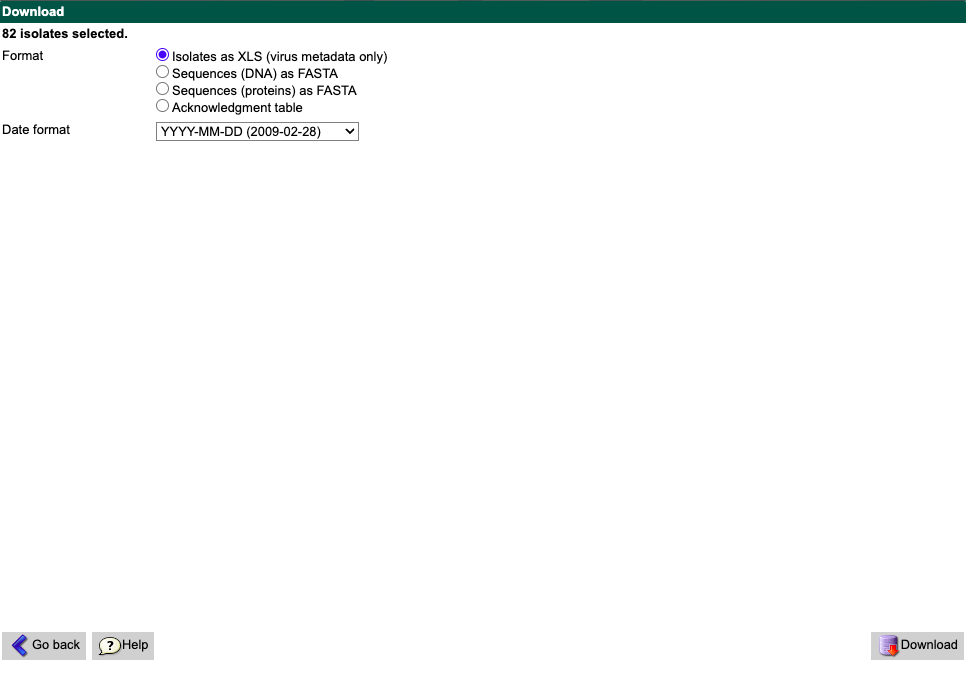 Download
82 isolates selected.
Format
Isolates as XLS (virus metadata only)
Sequences (DNA) as FASTA
Sequences (proteins) as FASTA
Acknowledgment table
Date format
YYYY-MM-DD (2009-02-28)
Go back
? Help
Download